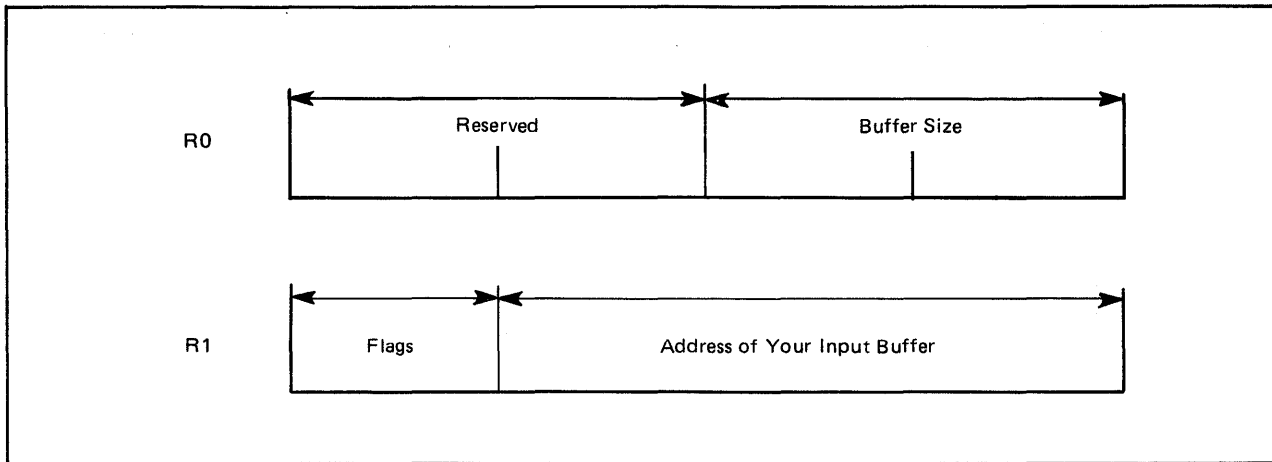 Reserved
Buffer Size
R0
Flags
Address of Your Input Buffer
R1